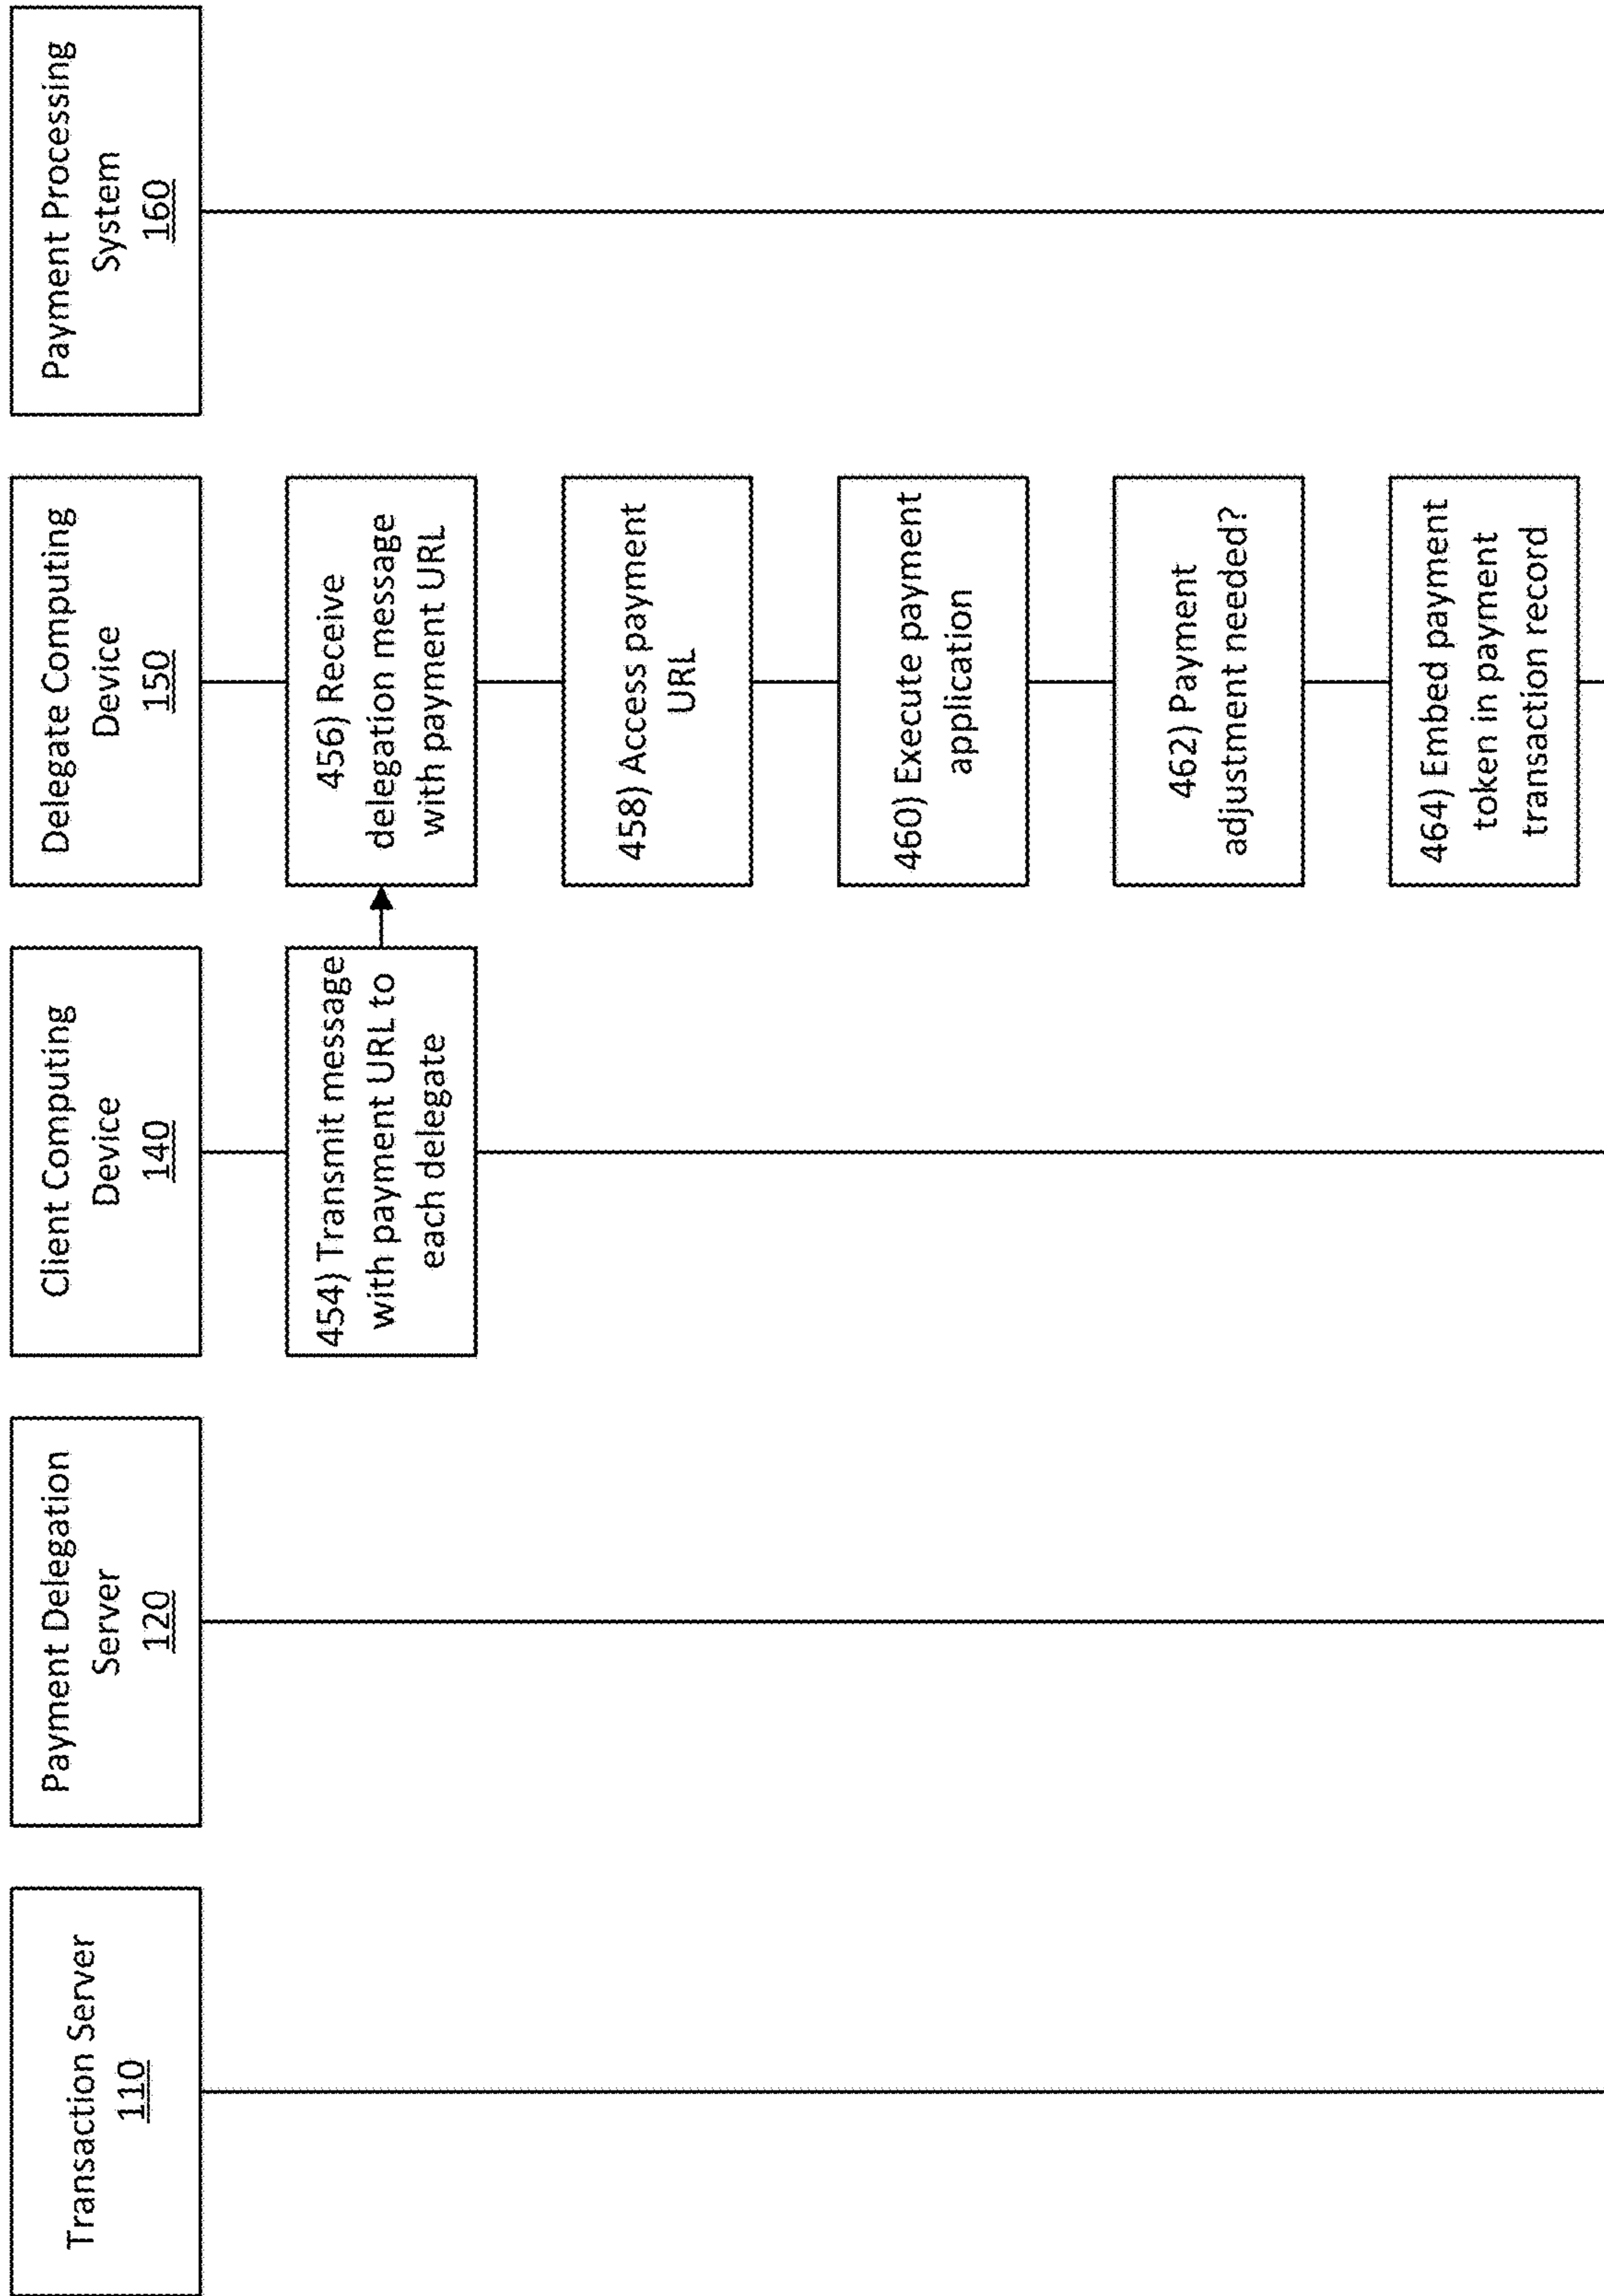 Transaction Server
110
Payment Delegation
Server
120
Client Computing
Device
140
Delegate Computing
Device
150
Payment Processing
System
160
454) Transmit message
with payment URL to
each delegate
456) Receive
delegation message
with payment URL
458) Access payment
URL
460) Execute payment
application
462) Payment
adjustment needed?
464) Embed payment
token in payment
transaction record